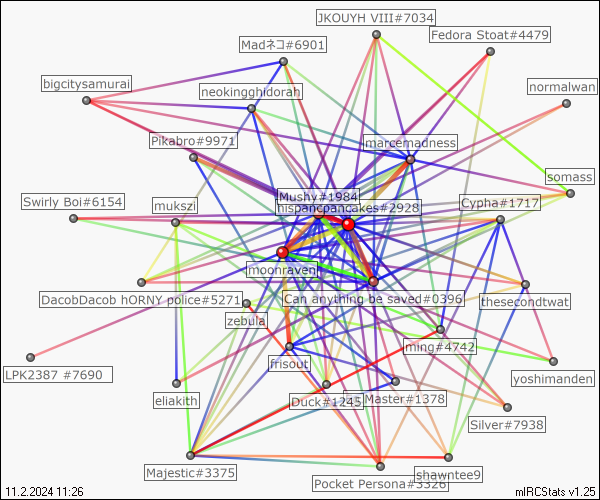 JKOUYH VIII#7034
Fedora Stoat#4479
Madネコ#6901
bigcitysamurai
neokingghidorah
normalwan
Pikabro#9971
marcemadness
somass
Mushy#1984
Swirly Boi#6154
mukszi
hispancpancakes#2928
Cypha#1717
moonraven
DacobDacob hORNY police#5271
Can anything be saved#0396
thesecondtwat
zebula
ming#4742
frisout
LPK2387 #7690
yoshimanden
eliakith
Duck#1245
Master#1378
Silver#7938
Majestic#3375
Pocket Persona#3326
shawntee9
11.2.2024 11:26
mIRCStats v1.25